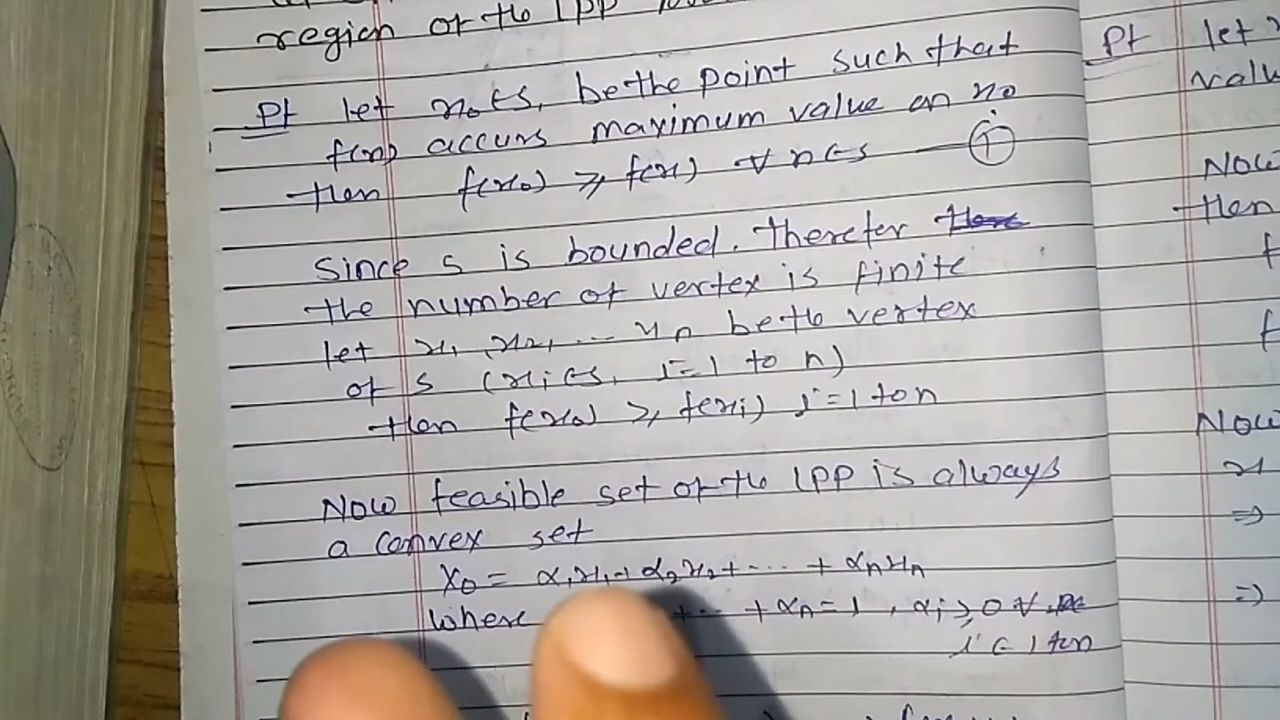 region of the LPP
Pf let x₀ ∈ S, be the point such that
f(x) accurs maximum value on x₀
then f(x₀) ⩾ f(x) ∀ x ∈ S — (i)
since s is bounded. Therefer
the number of vertex is finite
let x₁, x₂, ... xₙ be the vertex
of S (xᵢ ∈ S, i = 1 to n)
then f(x₀) ⩾ f(xᵢ) i = 1 to n
Now feasible set of the LPP is always
a convex set
X₀ = α₁x₁ + α₂x₂ + ... + αₙxₙ
where + ... + αₙ = 1, αᵢ ⩾ 0 ∀
i = 1 to n
Pf let
valu
Now
then
f
f
Now
x
⇒
⇒